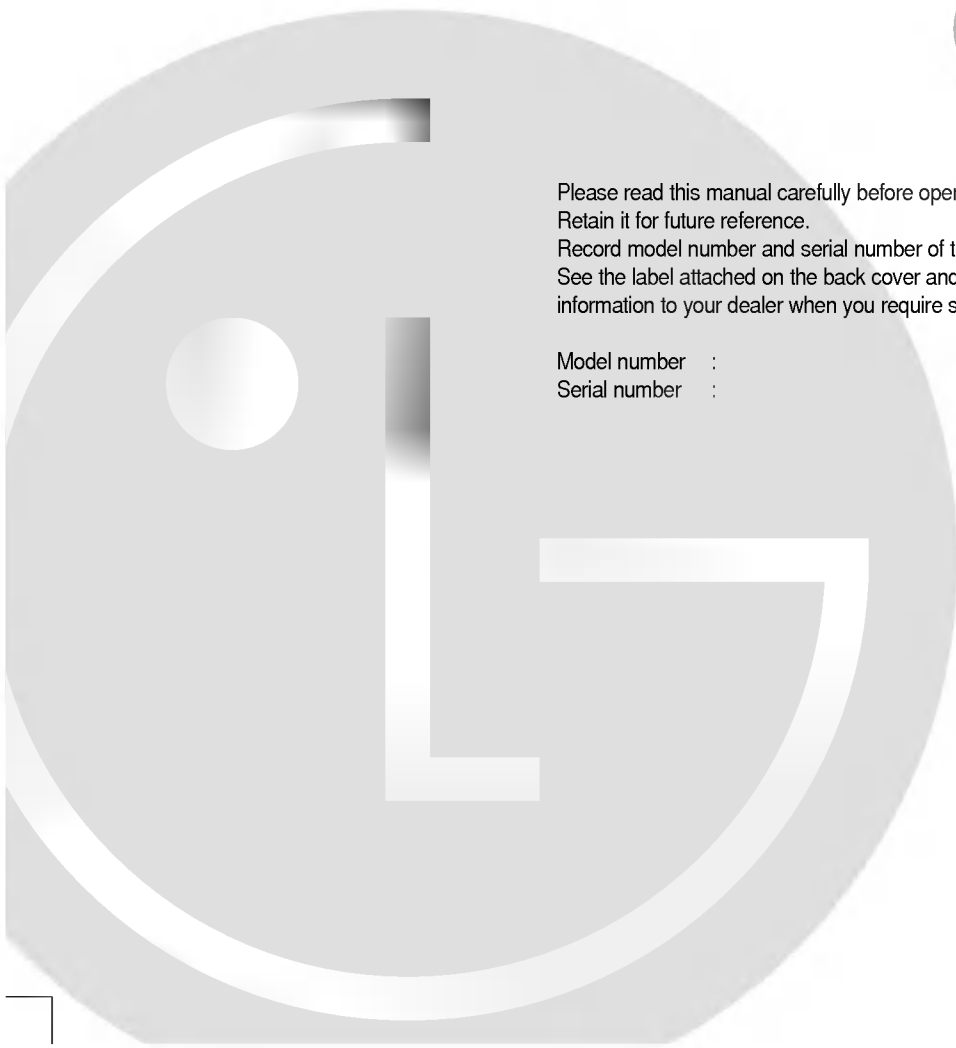 Please read this manual carefully before oper
Retain it for future reference.
Record model number and serial number of t
See the label attached on the back cover and
information to your dealer when you require s
Model number :
Serial number :